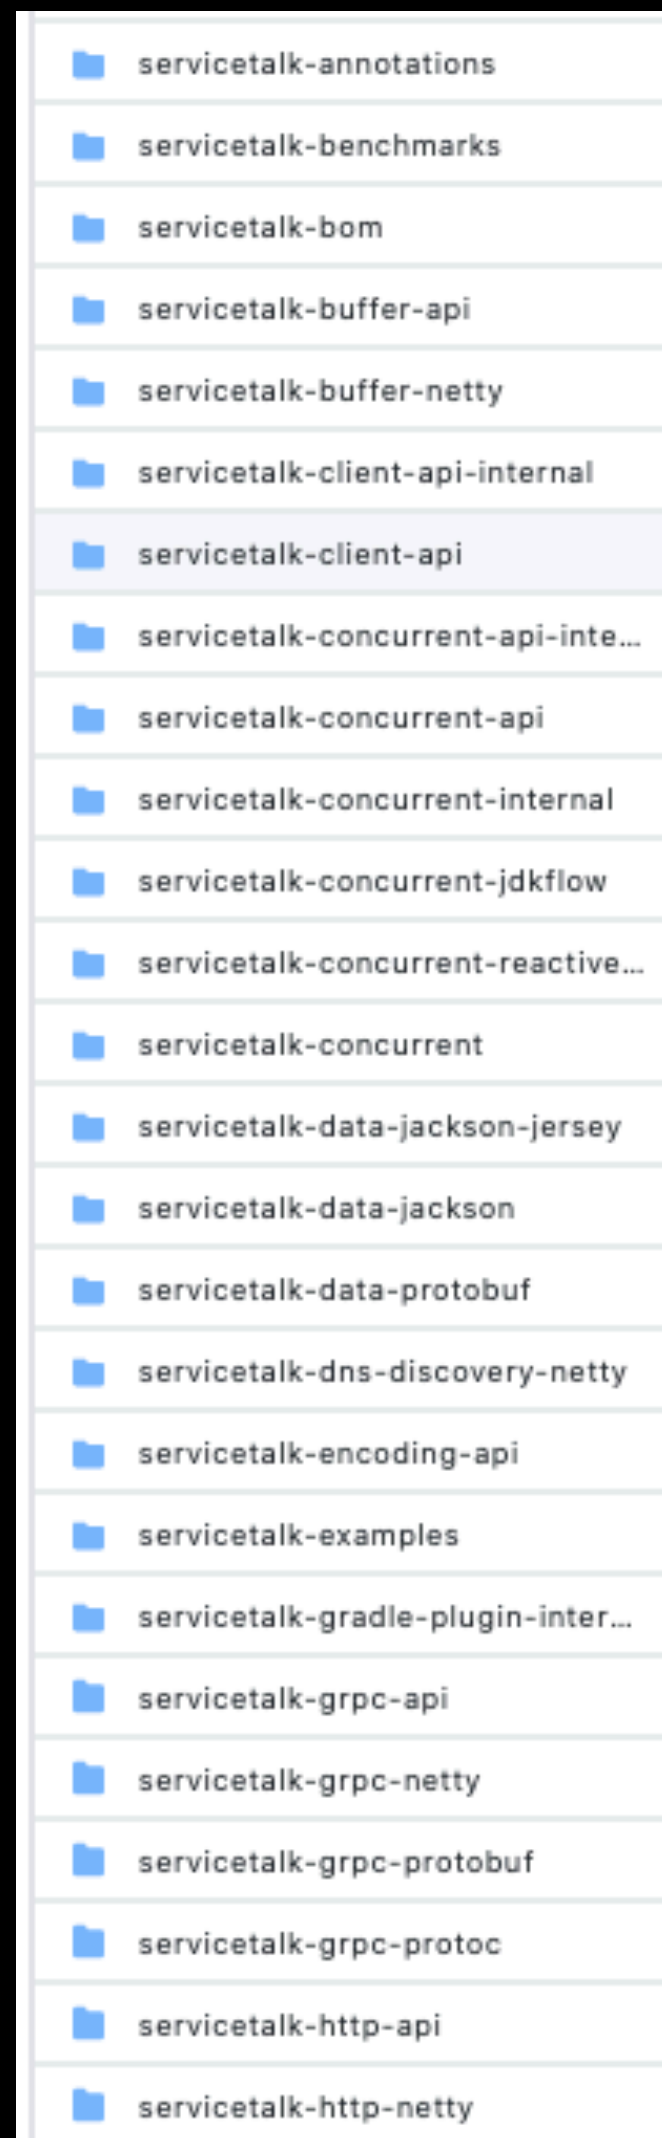 servicetalk-annotations
servicetalk-benchmarks
servicetalk-bom
servicetalk-buffer-api
servicetalk-buffer-netty
servicetalk-client-api-internal
servicetalk-client-api
servicetalk-concurrent-api-inte...
servicetalk-concurrent-api
servicetalk-concurrent-internal
servicetalk-concurrent-jdkflow
servicetalk-concurrent-reactive...
servicetalk-concurrent
servicetalk-data-jackson-jersey
servicetalk-data-jackson
servicetalk-data-protobuf
servicetalk-dns-discovery-netty
servicetalk-encoding-api
servicetalk-examples
servicetalk-gradle-plugin-inter...
servicetalk-grpc-api
servicetalk-grpc-netty
servicetalk-grpc-protobuf
servicetalk-grpc-protoc
servicetalk-http-api
servicetalk-http-netty